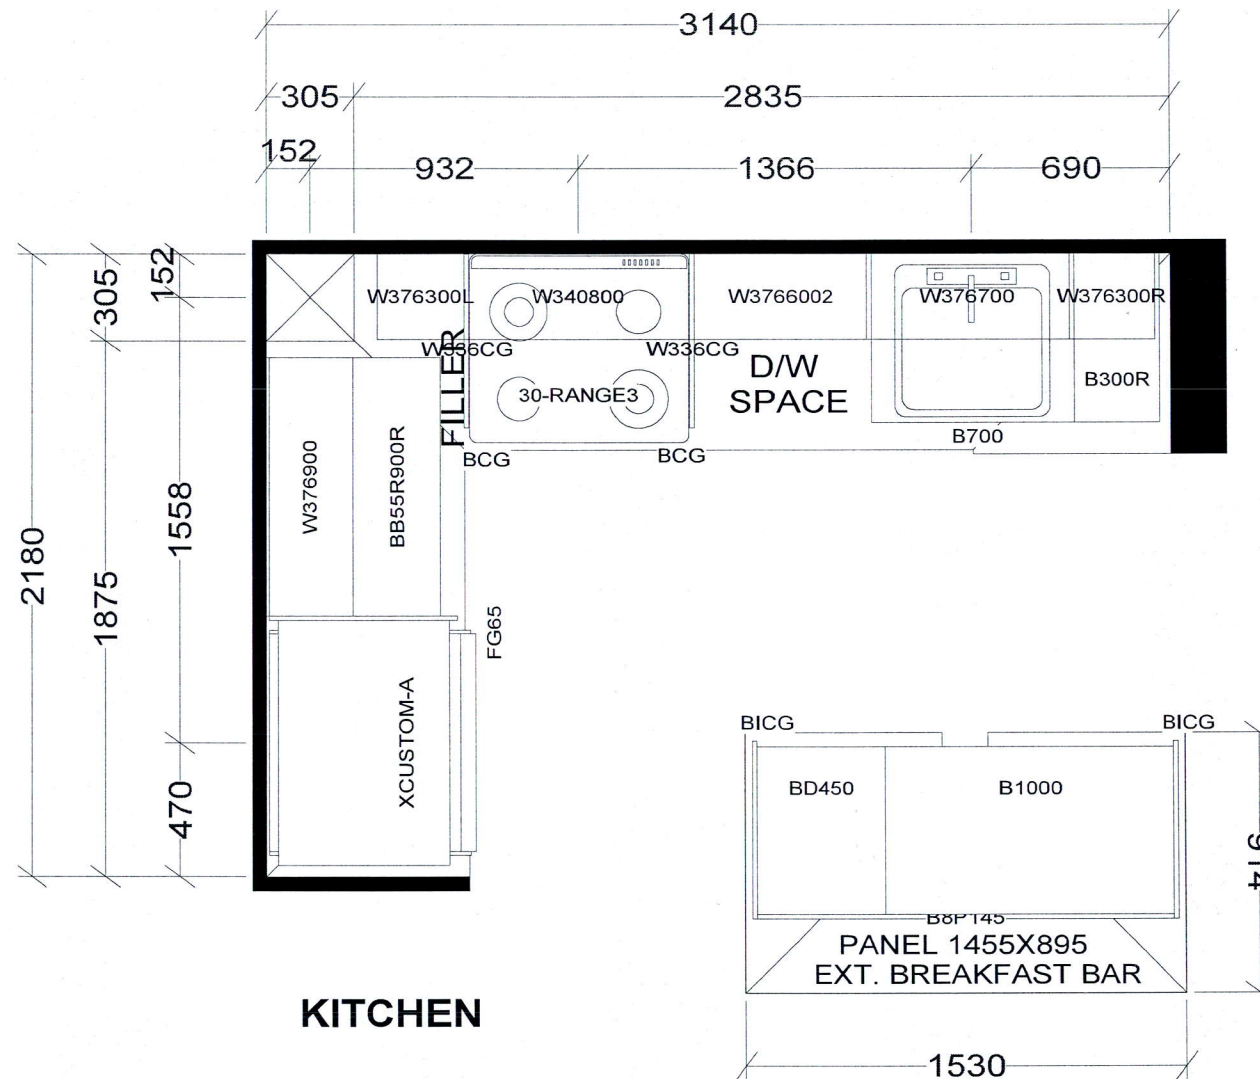 3140
305
2835
152
932
1366
690
2180
305
1875
152
1558
470
W376300L
W340800
W3766002
W376700
W376300R
FILLER
W336CG
W336CG
D/W
SPACE
30-RANGE3
B300R
BCG
BCG
B700
W376900
BB55R900R
FG65
XCUSTOM-A
BICG
BICG
BD450
B1000
914
B8P145
PANEL 1455X895
EXT. BREAKFAST BAR
KITCHEN
1530